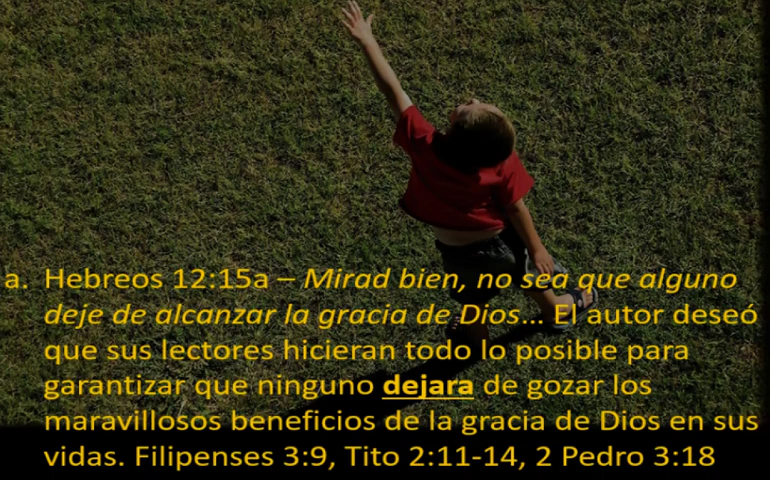 a. Hebreos 12:15a – Mirad bien, no sea que alguno
deje de alcanzar la gracia de Dios... El autor deseó
que sus lectores hicieran todo lo posible para
garantizar que ninguno dejara de gozar los
maravillosos beneficios de la gracia de Dios en sus
vidas. Filipenses 3:9, Tito 2:11-14, 2 Pedro 3:18